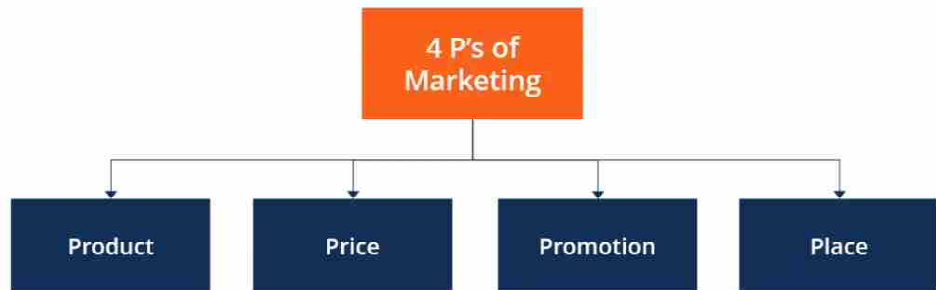 4 P's of
Marketing
Product
Price
Promotion
Place